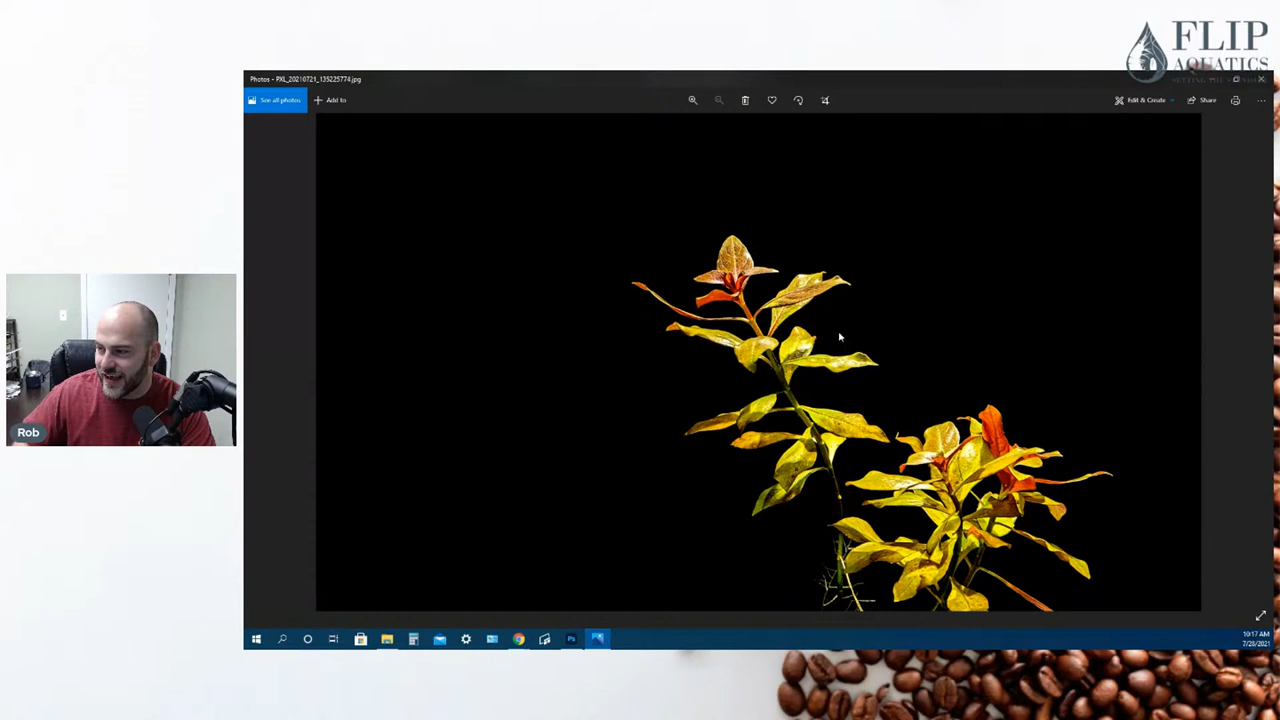 FLIP
AQUATICS
Photos - PXL_20210721_135225774.jpg
See all photos
Add to
Edit & Create
Share
Rob
Ps
10:17 AM
7/28/2021